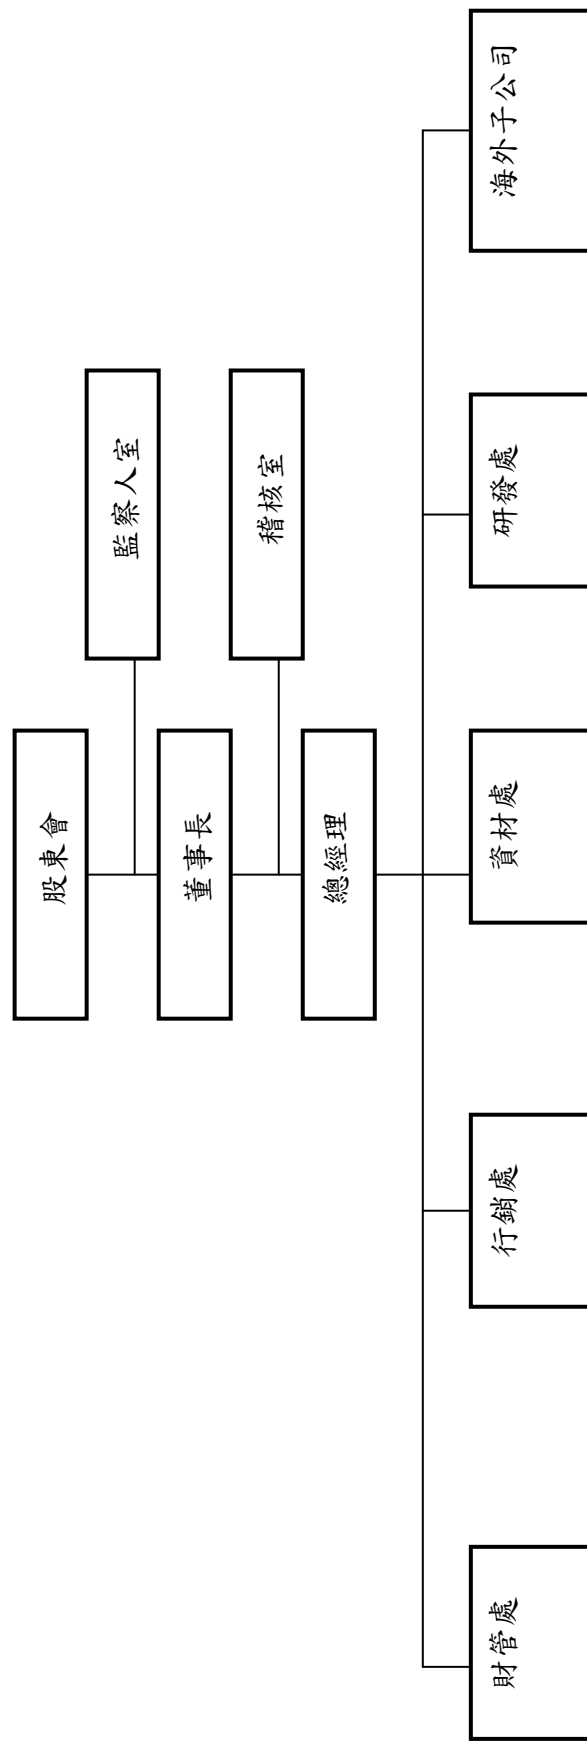 股東會
監察人室
董事長
稽核室
總經理
財管處
行銷處
資材處
研發處
海外子公司